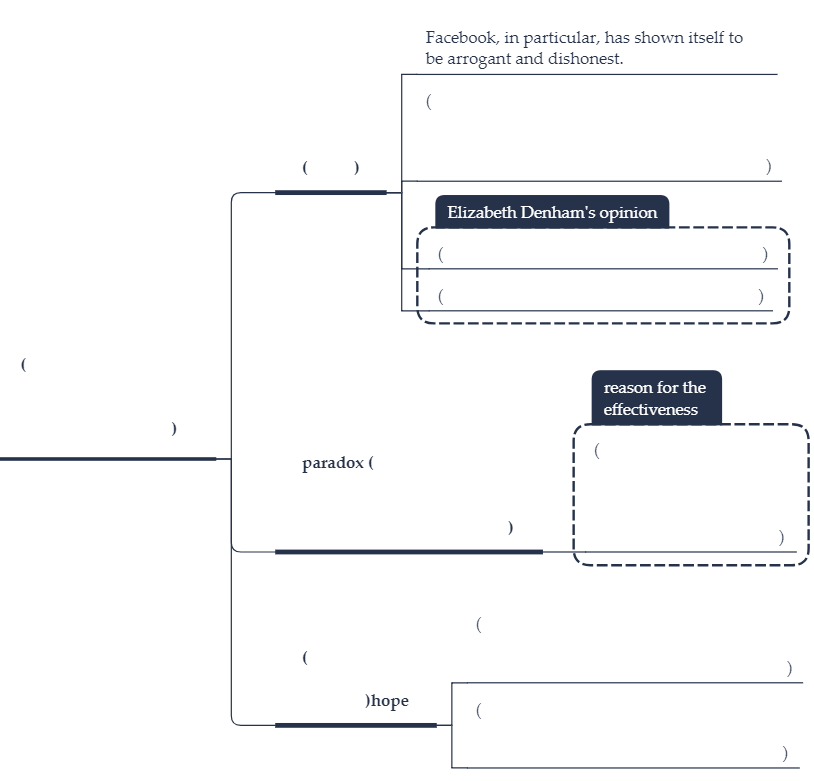 Facebook, in particular, has shown itself to
be arrogant and dishonest.
(
)
( )
Elizabeth Denham's opinion
( )
( )
(
)
reason for the
effectiveness
(
)
paradox (
)
(
)
(
)hope
(
)